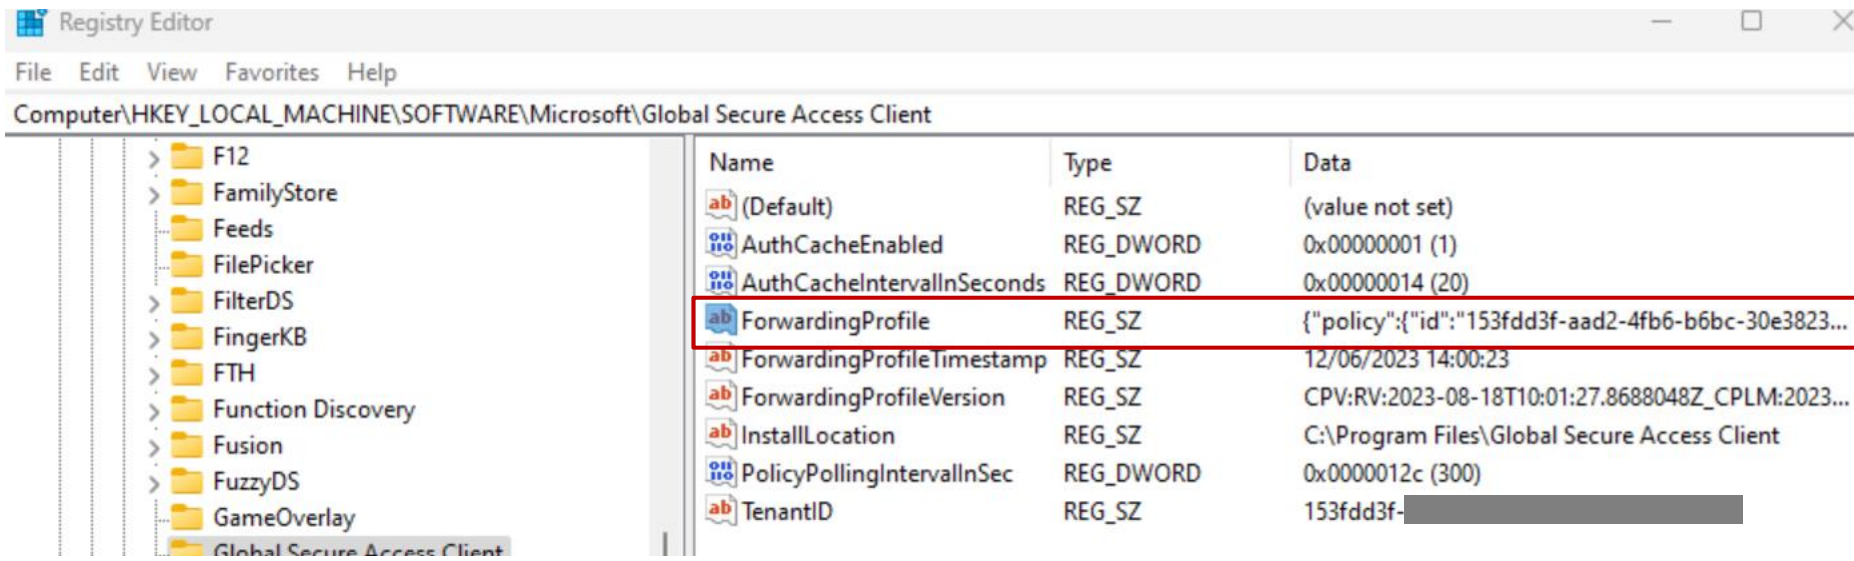 Registry Editor
File Edit View Favorites Help
Computer\HKEY_LOCAL_MACHINE\SOFTWARE\Microsoft\Global Secure Access Client
F12
FamilyStore
Feeds
FilePicker
FilterDS
FingerKB
FTH
Function Discovery
Fusion
FuzzyDS
GameOverlay
Global Secure Access Client
Name Type Data
(Default) REG_SZ (value not set)
AuthCacheEnabled REG_DWORD 0x00000001 (1)
AuthCacheIntervalInSeconds REG_DWORD 0x00000014 (20)
ForwardingProfile REG_SZ {"policy":{"id":"153fdd3f-aad2-4fb6-b6bc-30e3823...
ForwardingProfileTimestamp REG_SZ 12/06/2023 14:00:23
ForwardingProfileVersion REG_SZ CPV:RV:2023-08-18T10:01:27.8688048Z_CPLM:2023...
InstallLocation REG_SZ C:\Program Files\Global Secure Access Client
PolicyPollingIntervalInSec REG_DWORD 0x0000012c (300)
TenantID REG_SZ 153fdd3f-